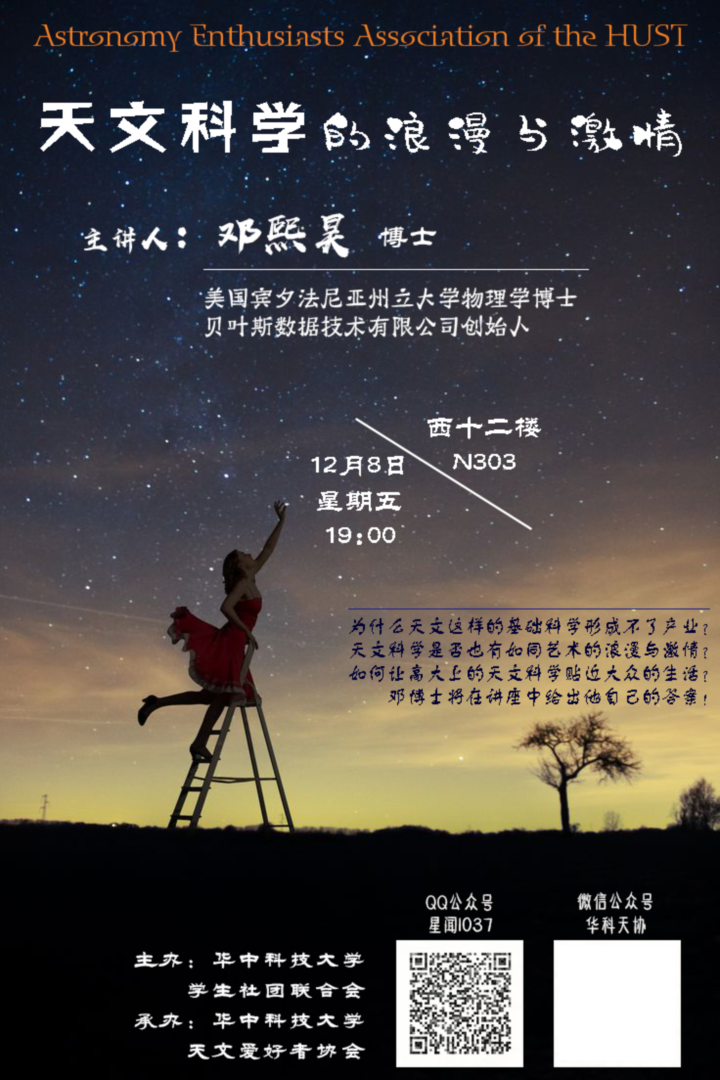 Astronomy Enthusiasts Association of the HUST
天文科学的浪漫与激情
主讲人：邓熙昊 博士
美国宾夕法尼亚州立大学物理学博士
贝叶斯数据技术有限公司创始人
西十二楼
N303
12月8日
星期五
19:00
为什么天文这样的基础科学形成不了产业？
天文科学是否也有如同艺术的浪漫与激情？
如何让高大上的天文科学贴近大众的生活？
邓博士将在讲座中给出他自己的答案！
QQ公众号
星闻1037
微信公众号
华科天协
主办：华中科技大学
学生社团联合会
承办：华中科技大学
天文爱好者协会